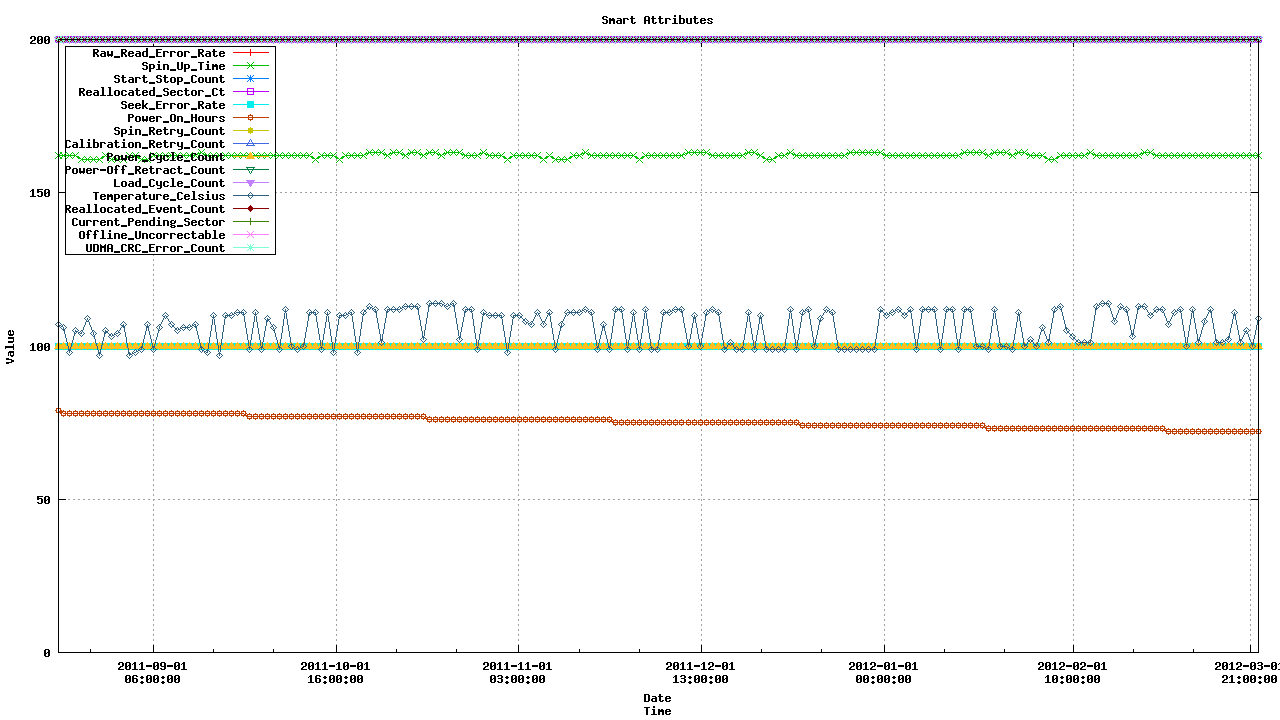 Smart Attributes
200
Raw_Read_Error_Rate
Spin_Up_Time
Start_Stop_Count
Reallocated_Sector_Ct
Seek_Error_Rate
Power_On_Hours
Spin_Retry_Count
Calibration_Retry_Count
Power_Cycle_Count
Power-Off_Retract_Count
Load_Cycle_Count
Temperature_Celsius
Reallocated_Event_Count
Current_Pending_Sector
Offline_Uncorrectable
UDMA_CRC_Error_Count
150
100
50
0
Value
2011-09-01 2011-10-01 2011-11-01 2011-12-01 2012-01-01 2012-02-01 2012-03-01
06:00:00 16:00:00 03:00:00 13:00:00 00:00:00 10:00:00 21:00:00
Date
Time